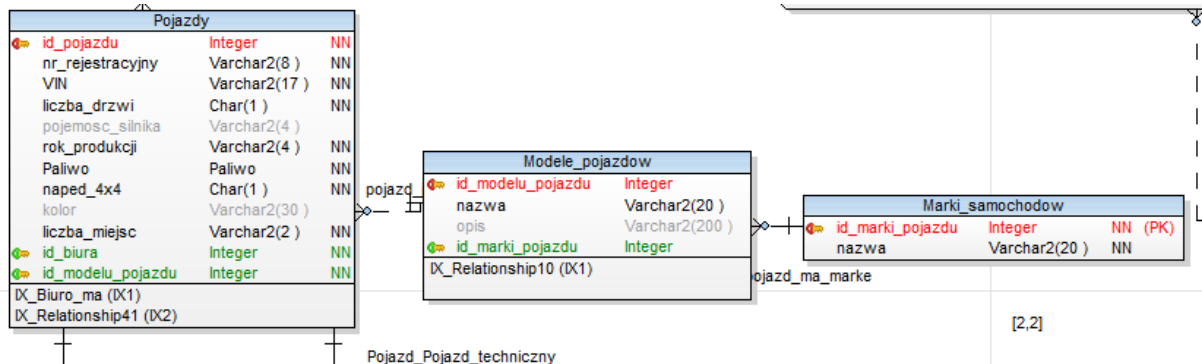 Pojazdy
id_pojazdu Integer NN
nr_rejestracyjny Varchar2(8 ) NN
VIN Varchar2(17 ) NN
liczba_drzwi Char(1 ) NN
pojemosc_silnika Varchar2(4 )
rok_produkcji Varchar2(4 ) NN
Paliwo Paliwo NN
naped_4x4 Char(1 ) NN
kolor Varchar2(30 )
liczba_miejsc Varchar2(2 ) NN
id_biura Integer NN
id_modelu_pojazdu Integer NN
IX_Biuro_ma (IX1)
IX_Relationship41 (IX2)
pojazd_
Modele_pojazdow
id_modelu_pojazdu Integer
nazwa Varchar2(20 )
opis Varchar2(200 )
id_marki_pojazdu Integer
IX_Relationship10 (IX1)
Marki_samochodow
id_marki_pojazdu Integer NN (PK)
nazwa Varchar2(20 ) NN
pojazd_ma_marke
[2,2]
Pojazd_Pojazd_techniczny